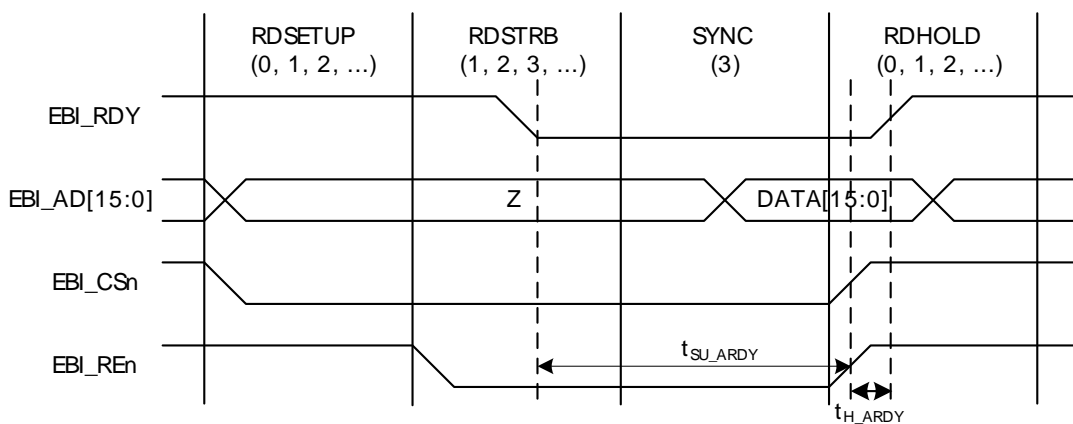 RDSETUP
(0, 1, 2, ...)
RDSTRB
(1, 2, 3, ...)
SYNC
(3)
RDHOLD
(0, 1, 2, ...)
EBI_RDY
EBI_AD[15:0]
Z
DATA[15:0]
EBI_CSn
EBI_REn
tSU_ARDY
tH_ARDY